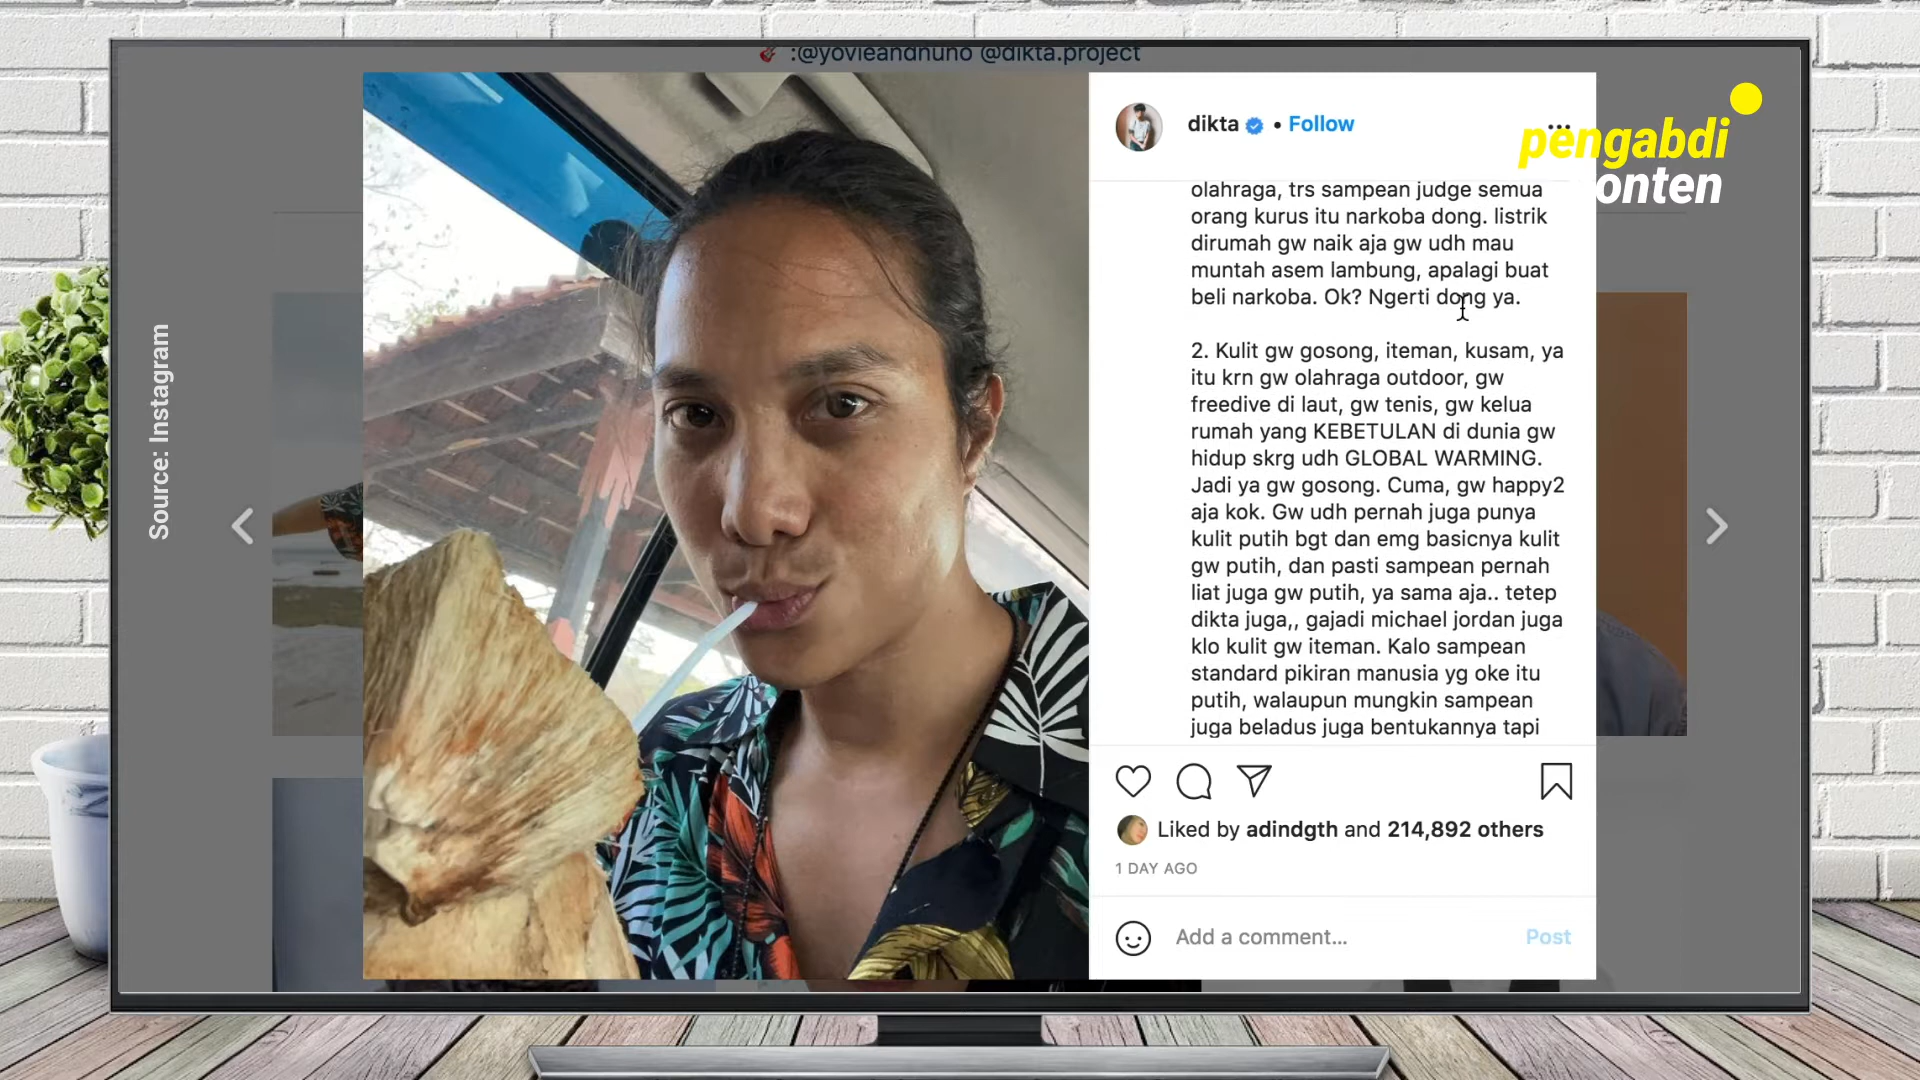 :@yovieandnuno @dikta.project
dikta • Follow
pengabdi
onten
olahraga, trs sampean judge semua
orang kurus itu narkoba dong. listrik
dirumah gw naik aja gw udh mau
muntah asem lambung, apalagi buat
beli narkoba. Ok? Ngerti dong ya.
2. Kulit gw gosong, iteman, kusam, ya
itu krn gw olahraga outdoor, gw
freedive di laut, gw tenis, gw kelua
rumah yang KEBETULAN di dunia gw
hidup skrg udh GLOBAL WARMING.
Jadi ya gw gosong. Cuma, gw happy2
aja kok. Gw udh pernah juga punya
kulit putih bgt dan emg basicnya kulit
gw putih, dan pasti sampean pernah
liat juga gw putih, ya sama aja.. tetep
dikta juga,, gajadi michael jordan juga
klo kulit gw iteman. Kalo sampean
standard pikiran manusia yg oke itu
putih, walaupun mungkin sampean
juga beladus juga bentukannya tapi
Liked by adindgth and 214,892 others
1 DAY AGO
Add a comment...
Post
Source: Instagram